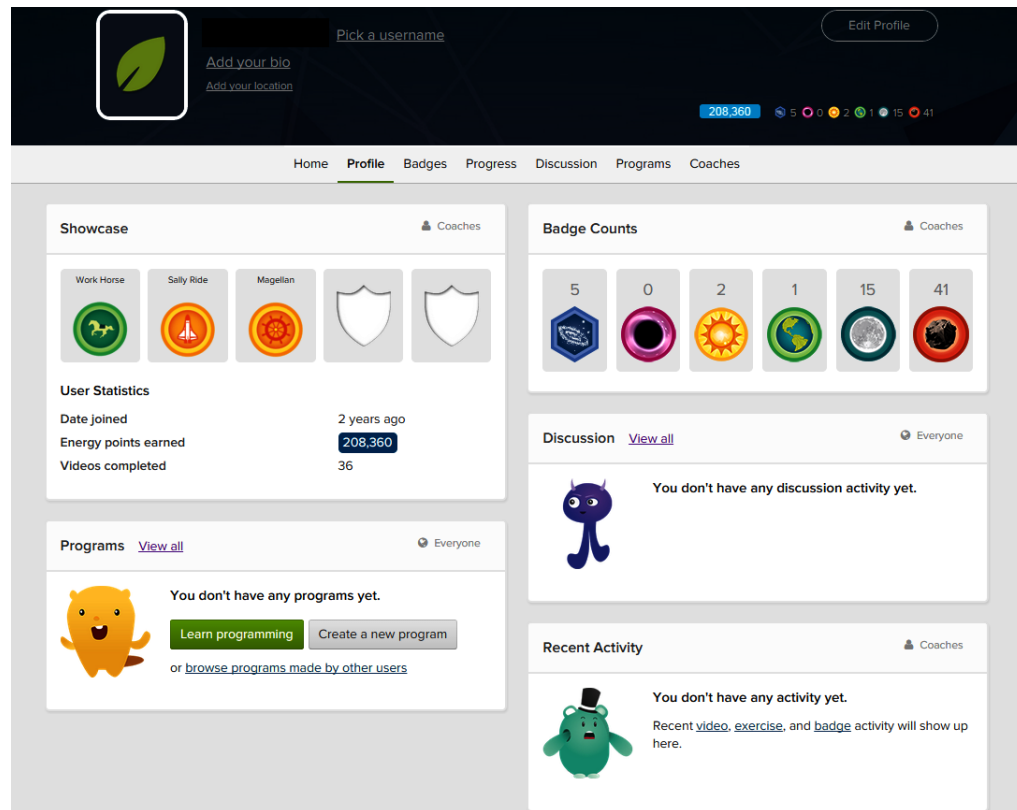 Pick a username
Edit Profile
Add your bio
Add your location
208,360 5 0 2 1 15 41
Home Profile Badges Progress Discussion Programs Coaches
Showcase
Coaches
Work Horse
Sally Ride
Magellan
User Statistics
Date joined 2 years ago
Energy points earned 208,360
Videos completed 36
Programs View all
Everyone
You don't have any programs yet.
Learn programming
Create a new program
or browse programs made by other users
Badge Counts
Coaches
5 0 2 1 15 41
Discussion View all
Everyone
You don't have any discussion activity yet.
Recent Activity
Coaches
You don't have any activity yet.
Recent video, exercise, and badge activity will show up
here.